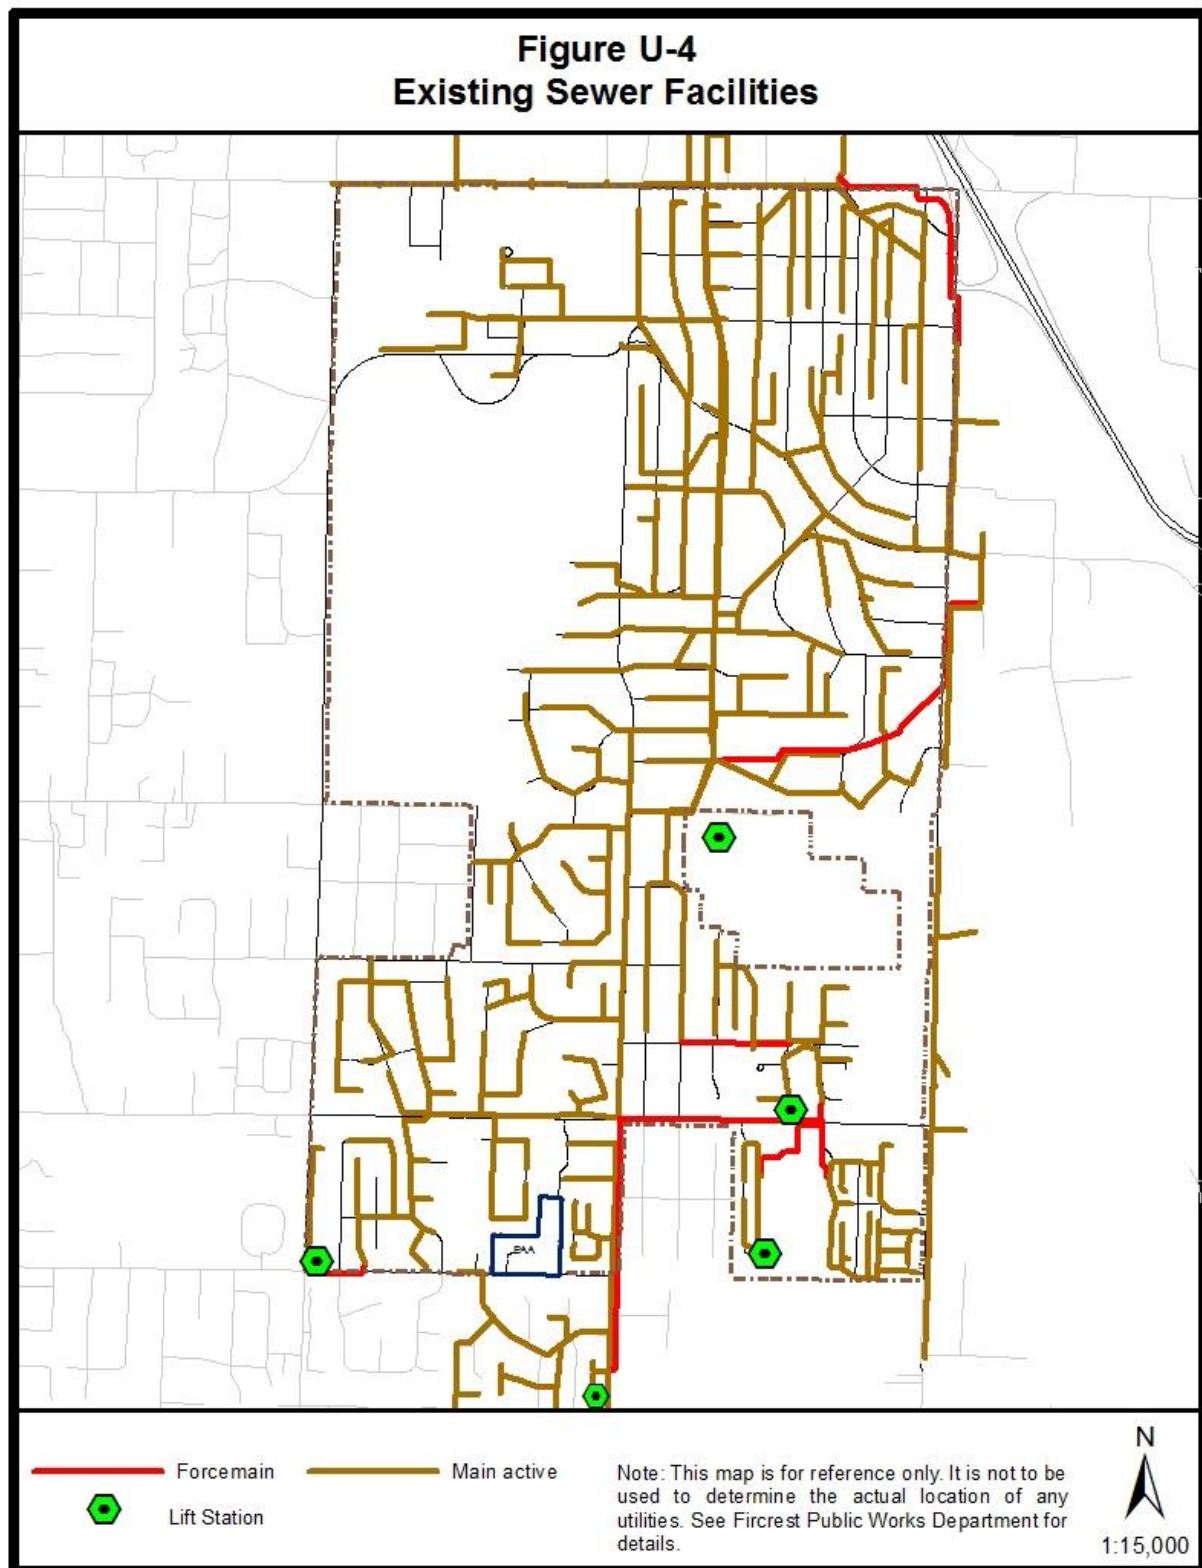 Figure U-4
Existing Sewer Facilities
PAA
Forcemain
Main active
Lift Station
Note: This map is for reference only. It is not to be
used to determine the actual location of any
utilities. See Fircrest Public Works Department for
details.
N
1:15,000